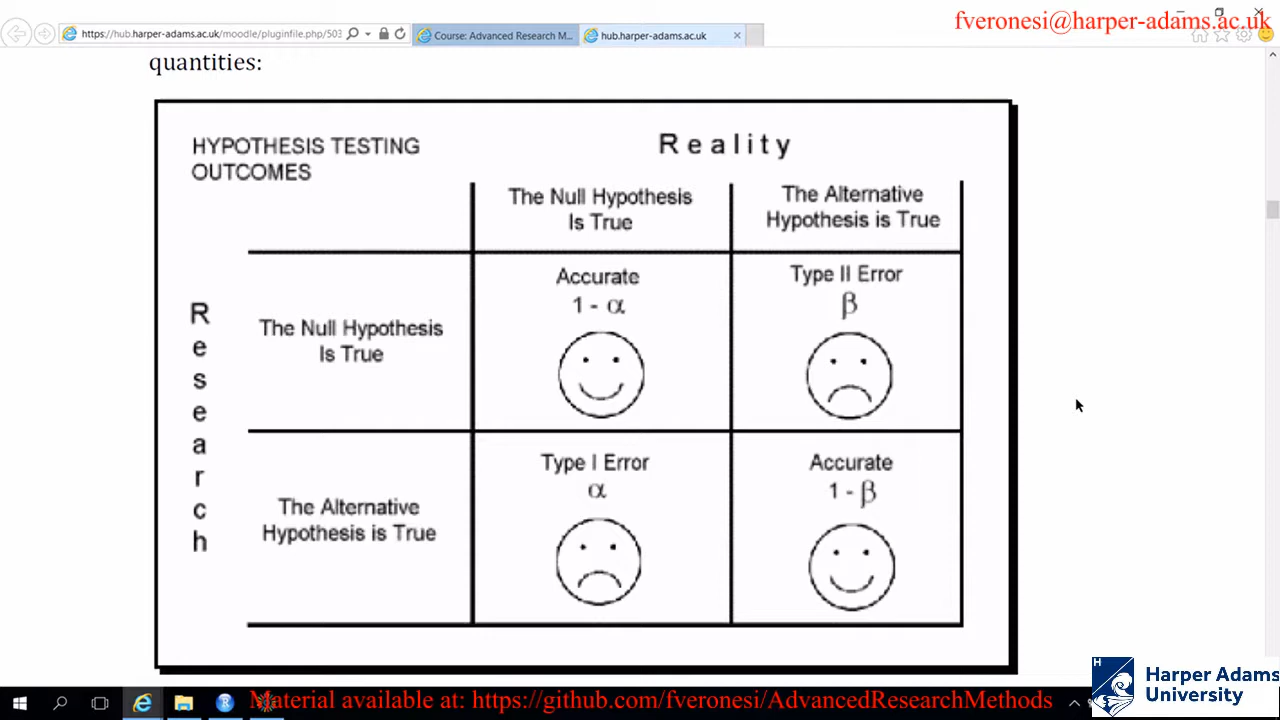 fveronesi@harper-adams.ac.uk
https://hub.harper-adams.ac.uk/moodle/pluginfile.php/503
Course: Advanced Research M...
hub.harper-adams.ac.uk
quantities:
HYPOTHESIS TESTING
OUTCOMES
Reality
The Null Hypothesis
Is True
The Alternative
Hypothesis is True
Research
The Null Hypothesis
Is True
Accurate
1 - α
Type II Error
β
The Alternative
Hypothesis is True
Type I Error
α
Accurate
1 - β
Material available at: https://github.com/fveronesi/AdvancedResearchMethods
H
Harper Adams
University